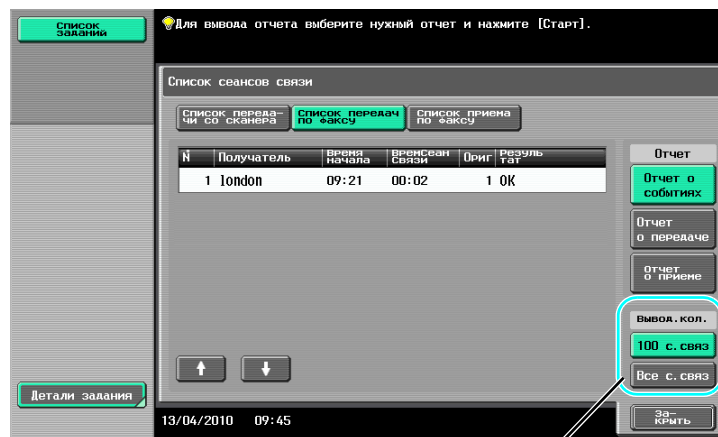 Список
заданий
Для вывода отчета выберите нужный отчет и нажмите [Старт].
Список сеансов связи
Список переда-
чи со сканера
Список передач
по факсу
Список приема
по факсу
N Получатель Время начала ВремСеан Связи Ориг Резуль тат
1 london 09:21 00:02 1 OK
Отчет
Отчет о
событиях
Отчет
о передаче
Отчет
о приеме
Вывод.кол.
100 с.связ
Все с.связ
Детали задания
13/04/2010 09:45
За-
крыть